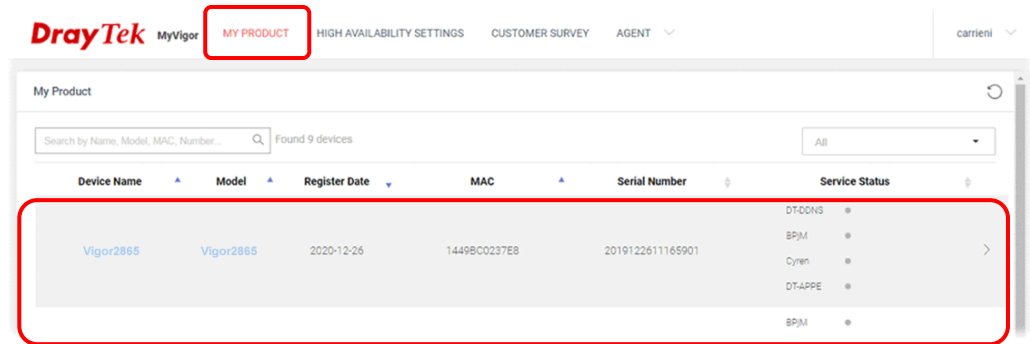 DrayTek MyVigor MY PRODUCT HIGH AVAILABILITY SETTINGS CUSTOMER SURVEY AGENT carrieni
My Product
Search by Name, Model, MAC, Number... Found 9 devices All
Device Name Model Register Date MAC Serial Number Service Status
DT-DDNS
BPJM
Vigor2865 Vigor2865 2020-12-26 1449BC0237E8 2019122611165901
Cyren
DT-APPE
BPJM